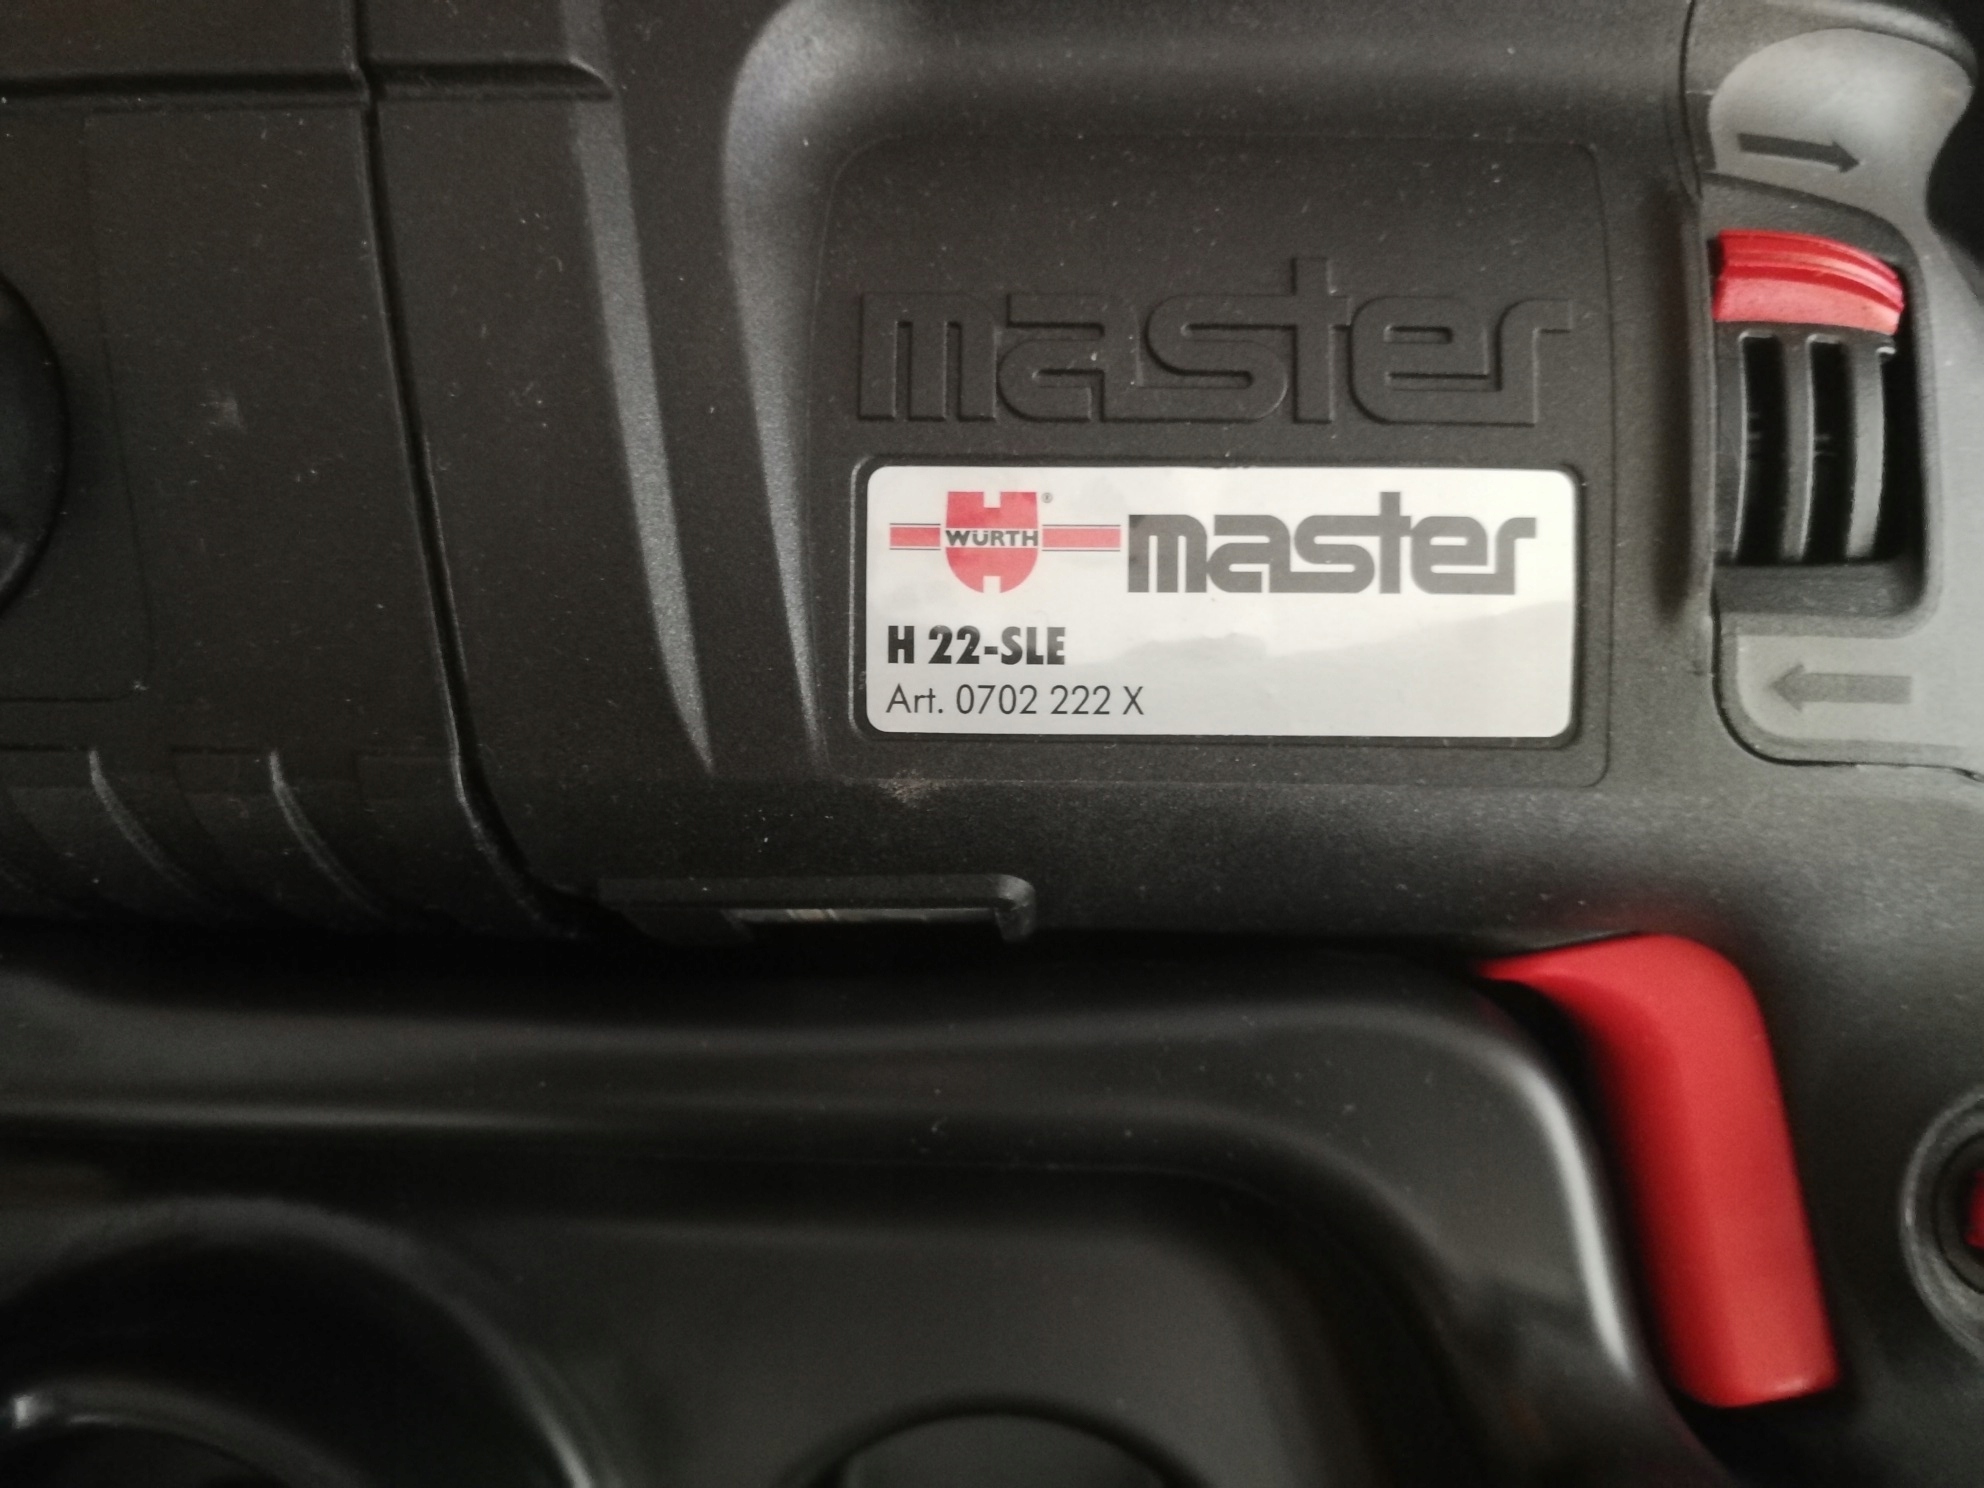 master
WÜRTH ® master
H 22-SLE
Art. 0702 222 X